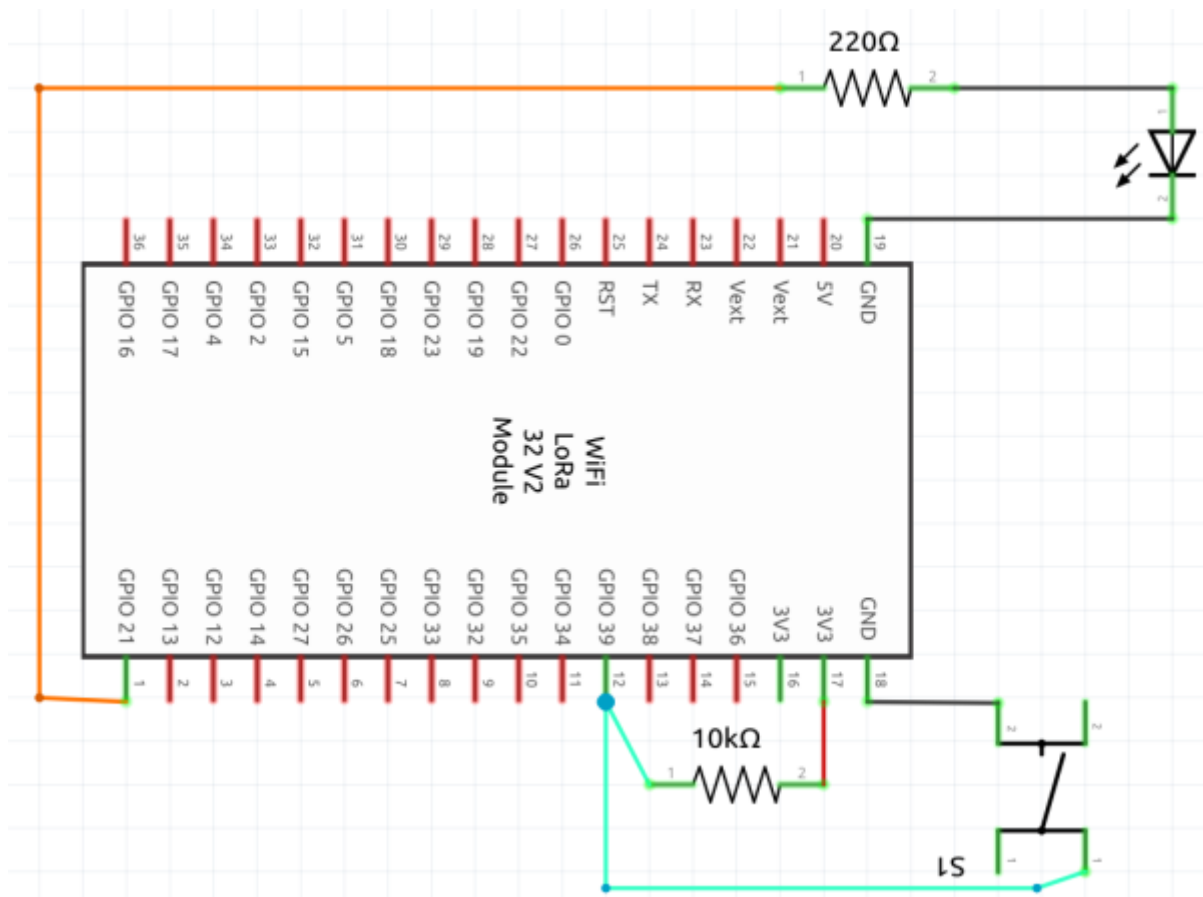 220Ω
1
2
1
2
36
35
34
33
32
31
30
29
28
27
26
25
24
23
22
21
20
19
GPIO 16
GPIO 17
GPIO 4
GPIO 2
GPIO 15
GPIO 5
GPIO 18
GPIO 23
GPIO 19
GPIO 22
GPIO 0
RST
TX
RX
Vext
Vext
5V
GND
WiFi
LoRa
32 V2
Module
GPIO 21
GPIO 13
GPIO 12
GPIO 14
GPIO 27
GPIO 26
GPIO 25
GPIO 33
GPIO 32
GPIO 35
GPIO 34
GPIO 39
GPIO 38
GPIO 37
GPIO 36
3V3
3V3
GND
1
2
3
4
5
6
7
8
9
10
11
12
13
14
15
16
17
18
10kΩ
1
2
2
2
S1
1
1